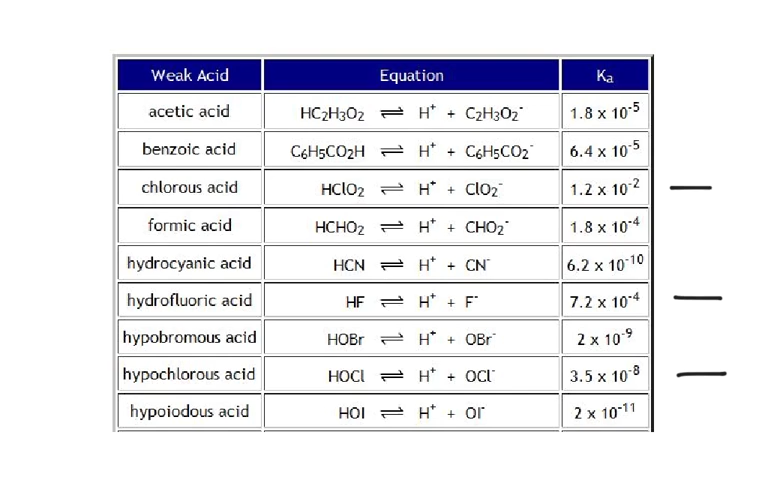 Weak Acid Equation Ka
acetic acid HC2H3O2 ⇌ H+ + C2H3O2- 1.8 x 10-5
benzoic acid C6H5CO2H ⇌ H+ + C6H5CO2- 6.4 x 10-5
chlorous acid HClO2 ⇌ H+ + ClO2- 1.2 x 10-2
formic acid HCHO2 ⇌ H+ + CHO2- 1.8 x 10-4
hydrocyanic acid HCN ⇌ H+ + CN- 6.2 x 10-10
hydrofluoric acid HF ⇌ H+ + F- 7.2 x 10-4
hypobromous acid HOBr ⇌ H+ + OBr- 2 x 10-9
hypochlorous acid HOCl ⇌ H+ + OCl- 3.5 x 10-8
hypoiodous acid HOI ⇌ H+ + OI- 2 x 10-11